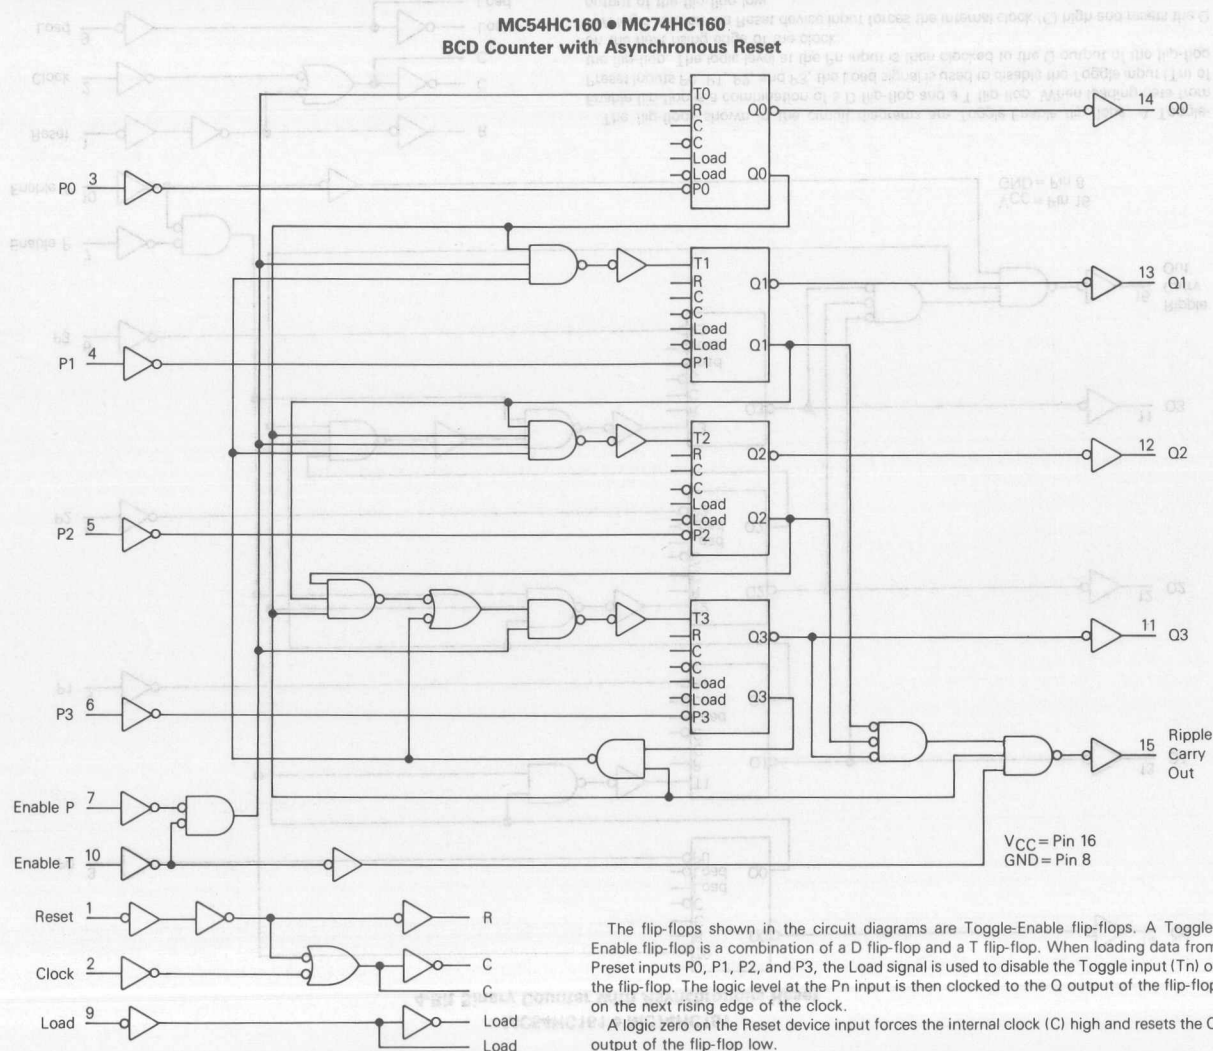 MC54HC160 • MC74HC160
BCD Counter with Asynchronous Reset
T0
R
C
C
Load
Load
P0
Q0
Q0
14 Q0
P0 3
T1
R
C
C
Load
Load
P1
Q1
Q1
13 Q1
P1 4
T2
R
C
C
Load
Load
P2
Q2
Q2
12 Q2
P2 5
T3
R
C
C
Load
Load
P3
Q3
Q3
11 Q3
P3 6
15 Ripple
Carry
Out
Enable P 7
Enable T 10
VCC = Pin 16
GND = Pin 8
Reset 1
R
Clock 2
C
C
Load 9
Load
Load
The flip-flops shown in the circuit diagrams are Toggle-Enable flip-flops. A Toggle-
Enable flip-flop is a combination of a D flip-flop and a T flip-flop. When loading data from
Preset inputs P0, P1, P2, and P3, the Load signal is used to disable the Toggle input (Tn) of
the flip-flop. The logic level at the Pn input is then clocked to the Q output of the flip-flop
on the next rising edge of the clock.
A logic zero on the Reset device input forces the internal clock (C) high and resets the Q
output of the flip-flop low.